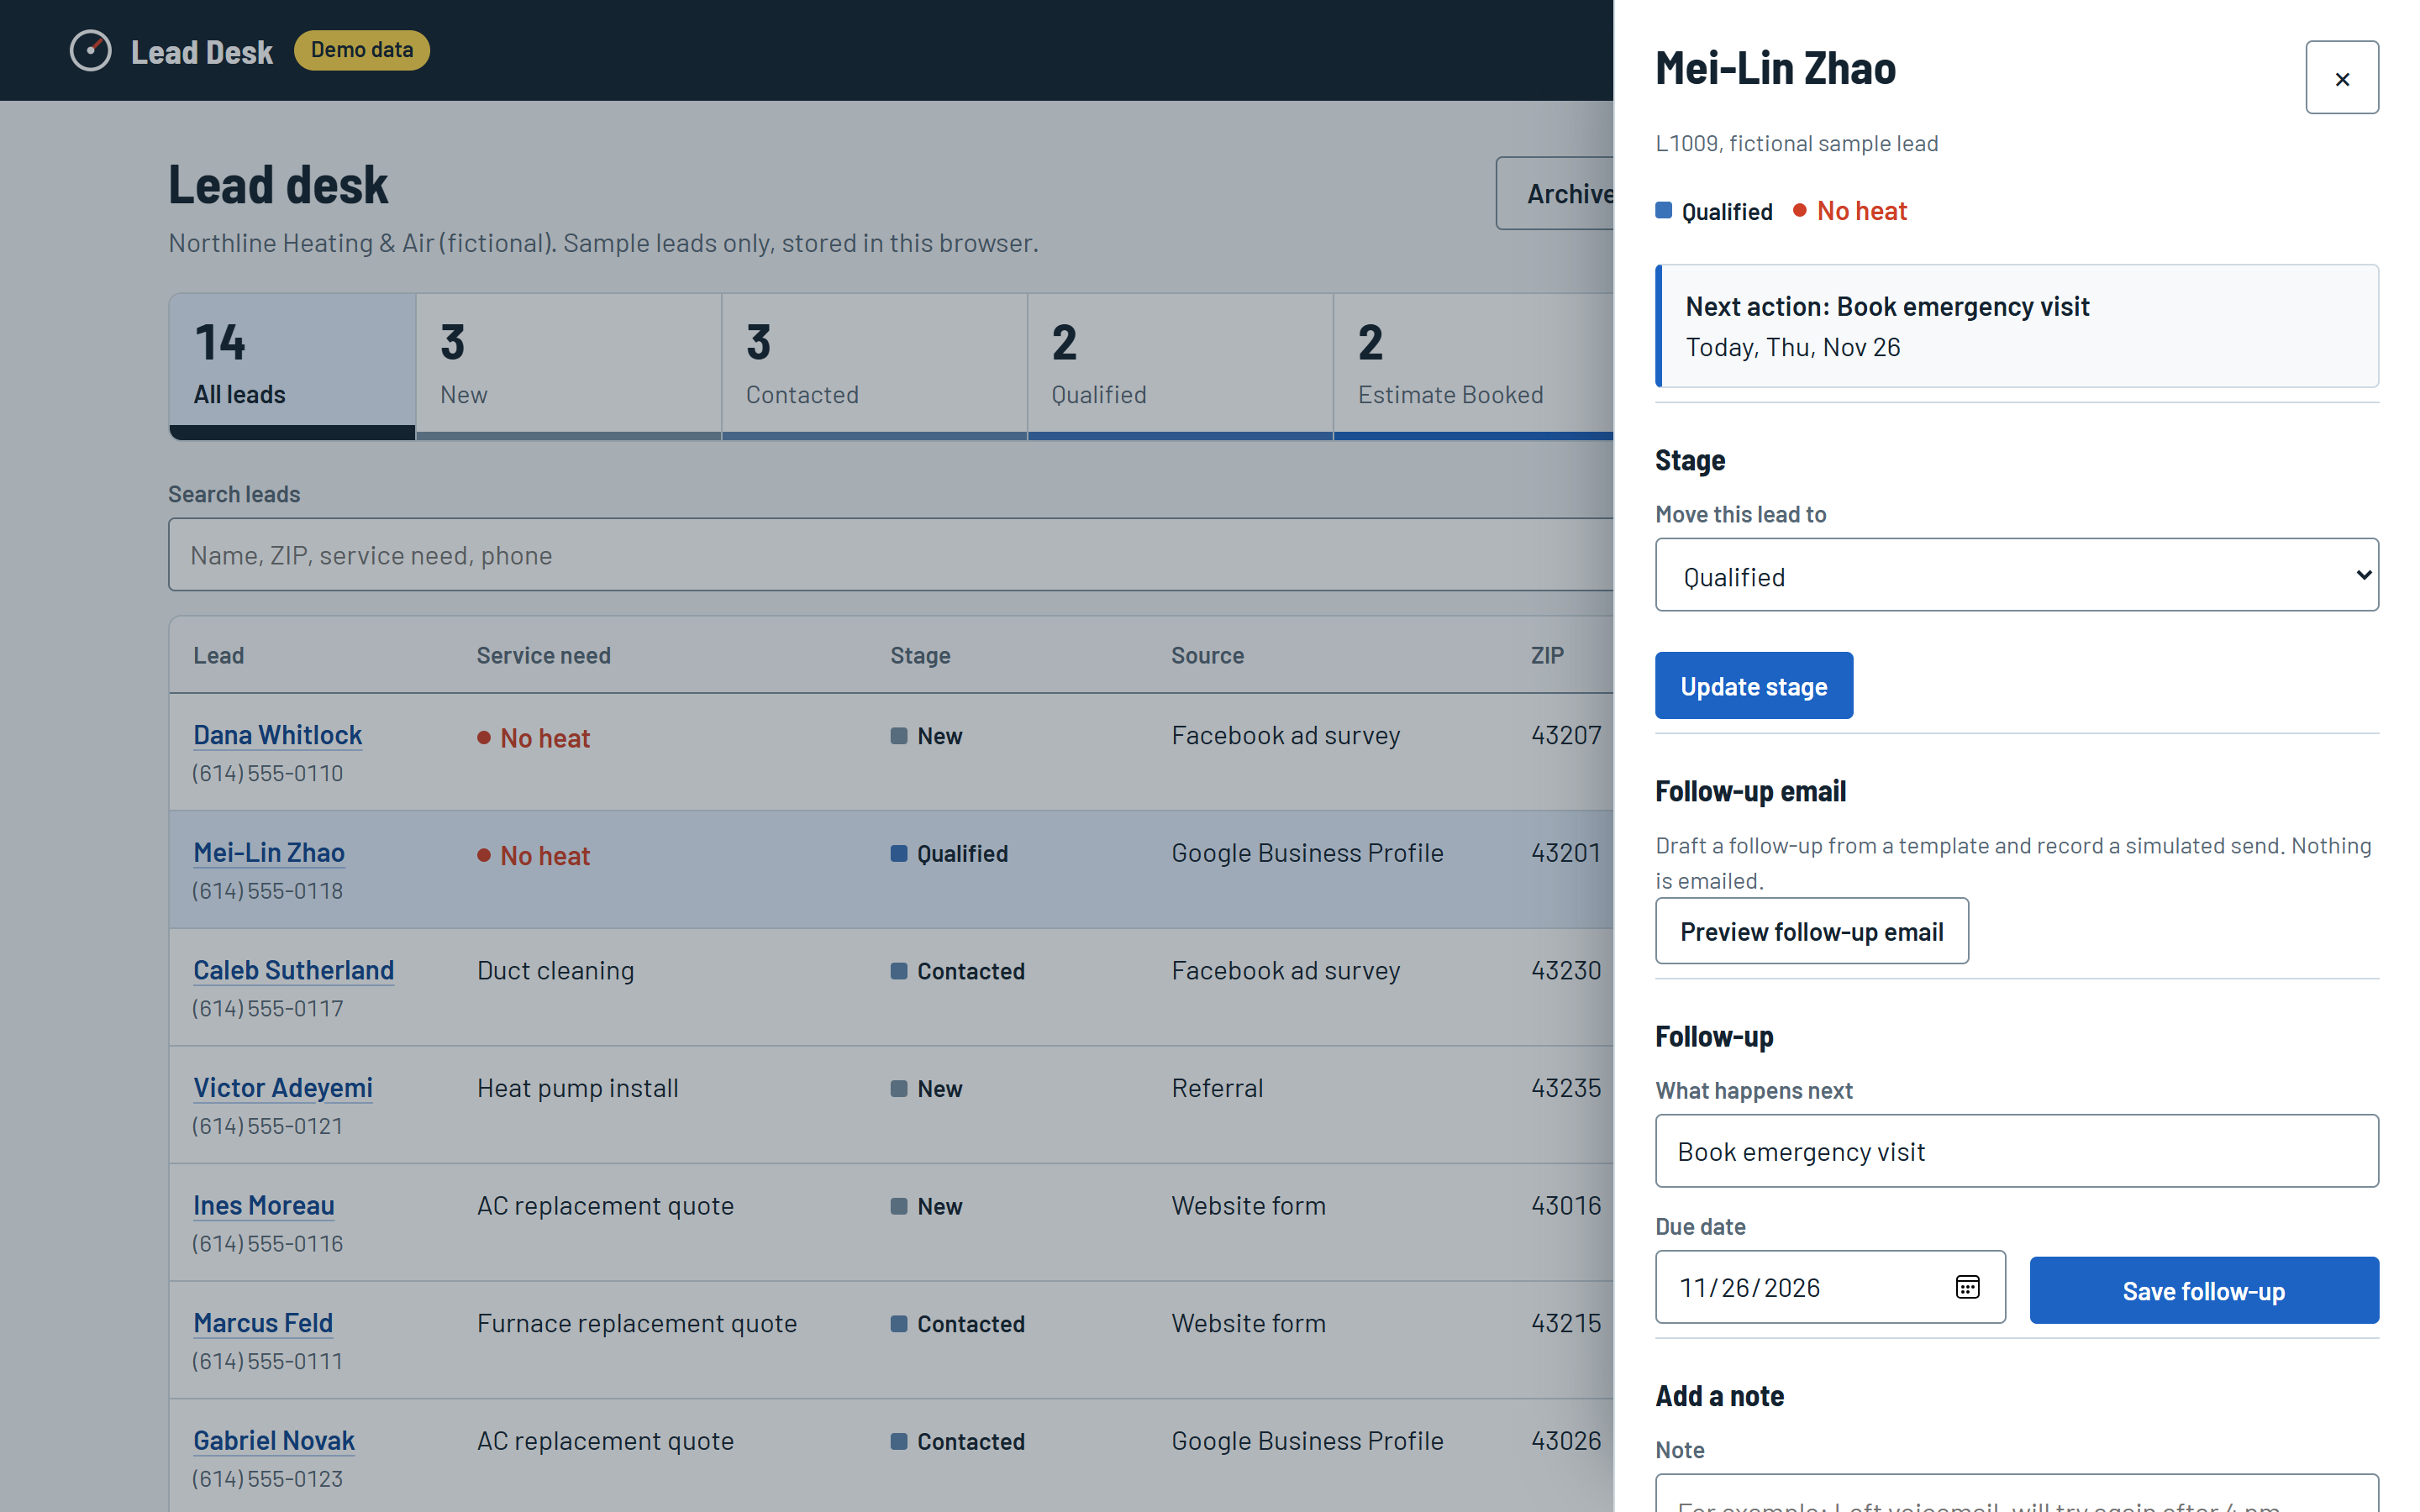 Lead Desk
Demo data
Lead desk
Northline Heating & Air (fictional). Sample leads only, stored in this browser.
Archive
14
All leads
3
New
3
Contacted
2
Qualified
2
Estimate Booked
Search leads
Name, ZIP, service need, phone
Lead Service need Stage Source ZIP
Dana Whitlock No heat New Facebook ad survey 43207
(614) 555-0110
Mei-Lin Zhao No heat Qualified Google Business Profile 43201
(614) 555-0118
Caleb Sutherland Duct cleaning Contacted Facebook ad survey 43230
(614) 555-0117
Victor Adeyemi Heat pump install New Referral 43235
(614) 555-0121
Ines Moreau AC replacement quote New Website form 43016
(614) 555-0116
Marcus Feld Furnace replacement quote Contacted Website form 43215
(614) 555-0111
Gabriel Novak AC replacement quote Contacted Google Business Profile 43026
(614) 555-0123
Mei-Lin Zhao
×
L1009, fictional sample lead
Qualified No heat
Next action: Book emergency visit
Today, Thu, Nov 26
Stage
Move this lead to
Qualified
Update stage
Follow-up email
Draft a follow-up from a template and record a simulated send. Nothing
is emailed.
Preview follow-up email
Follow-up
What happens next
Book emergency visit
Due date
11/26/2026
Save follow-up
Add a note
Note
For example: Left voicemail, will try again after 4 pm